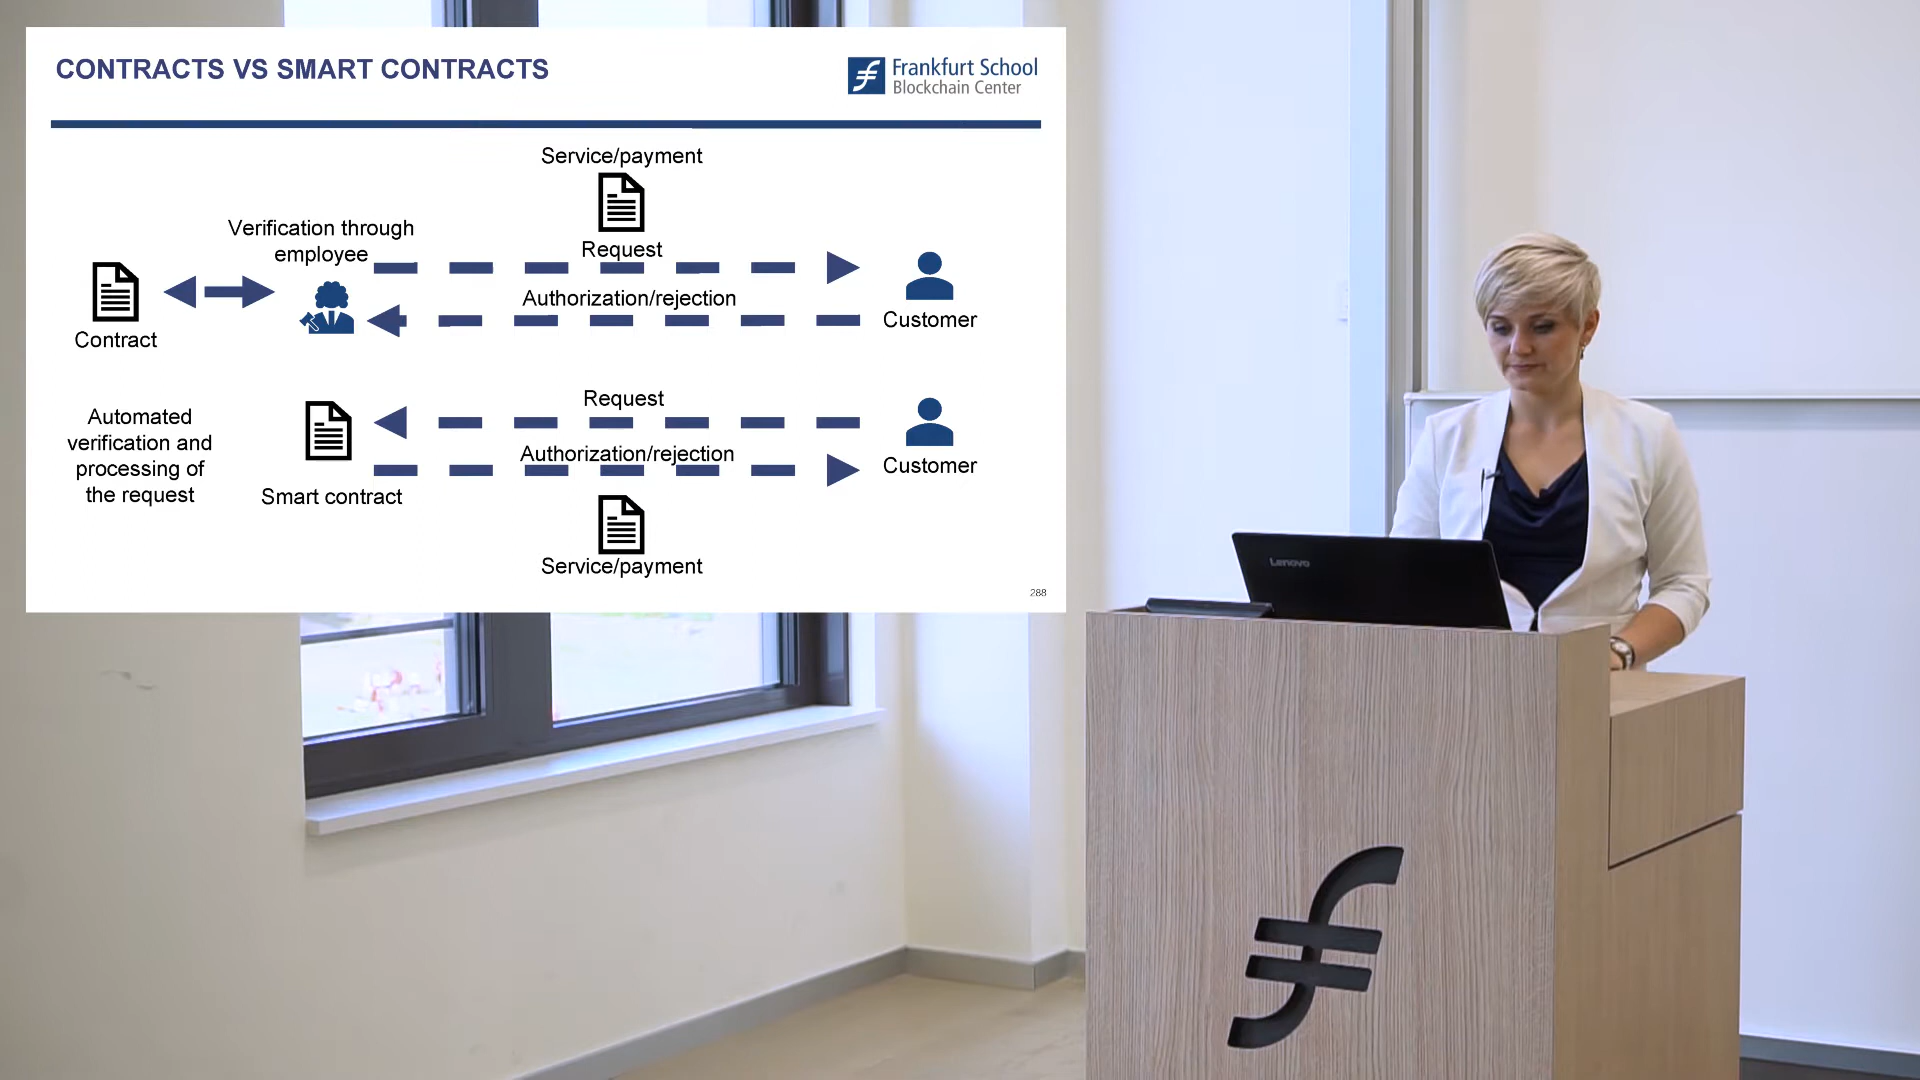 CONTRACTS VS SMART CONTRACTS
Frankfurt School
Blockchain Center
Service/payment
Verification through
employee
Request
Authorization/rejection
Contract
Customer
Automated
verification and
processing of
the request
Smart contract
Request
Authorization/rejection
Customer
Service/payment
288
Lenovo